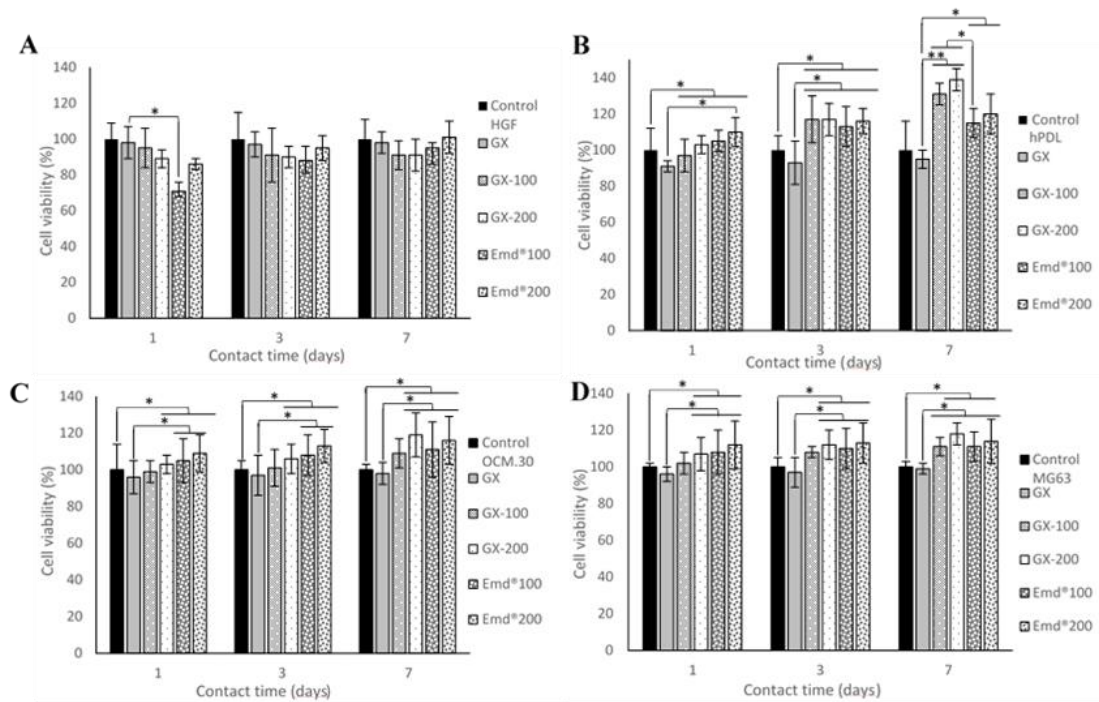 A
140
120
100
80
60
40
20
0
Cell viability (%)
*
1
3
7
Contact time (days)
Control
HGF
GX
GX-100
GX-200
Emd®100
Emd®200
B
140
120
100
80
60
40
20
0
Cell viability (%)
*
*
*
*
*
*
**
1
3
7
Contact time (days)
Control
hPDL
GX
GX-100
GX-200
Emd®100
Emd®200
C
140
120
100
80
60
40
20
0
Cell viability (%)
*
*
*
*
*
*
1
3
7
Contact time (days)
Control
OCM.30
GX
GX-100
GX-200
Emd®100
Emd®200
D
140
120
100
80
60
40
20
0
Cell viability (%)
*
*
*
*
*
*
1
3
7
Contact time (days)
Control
MG63
GX
GX-100
GX-200
Emd®100
Emd®200